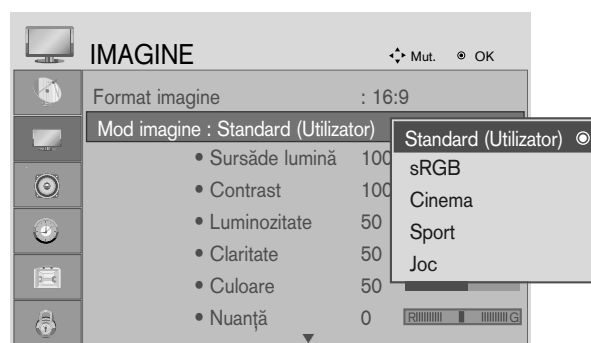 IMAGINE Mut. OK
Format imagine : 16:9
Mod imagine : Standard (Utilizator)
• Sursăde lumină 100
• Contrast 100
• Luminozitate 50
• Claritate 50
• Culoare 50
• Nuanță 0 R G
Standard (Utilizator)
sRGB
Cinema
Sport
Joc